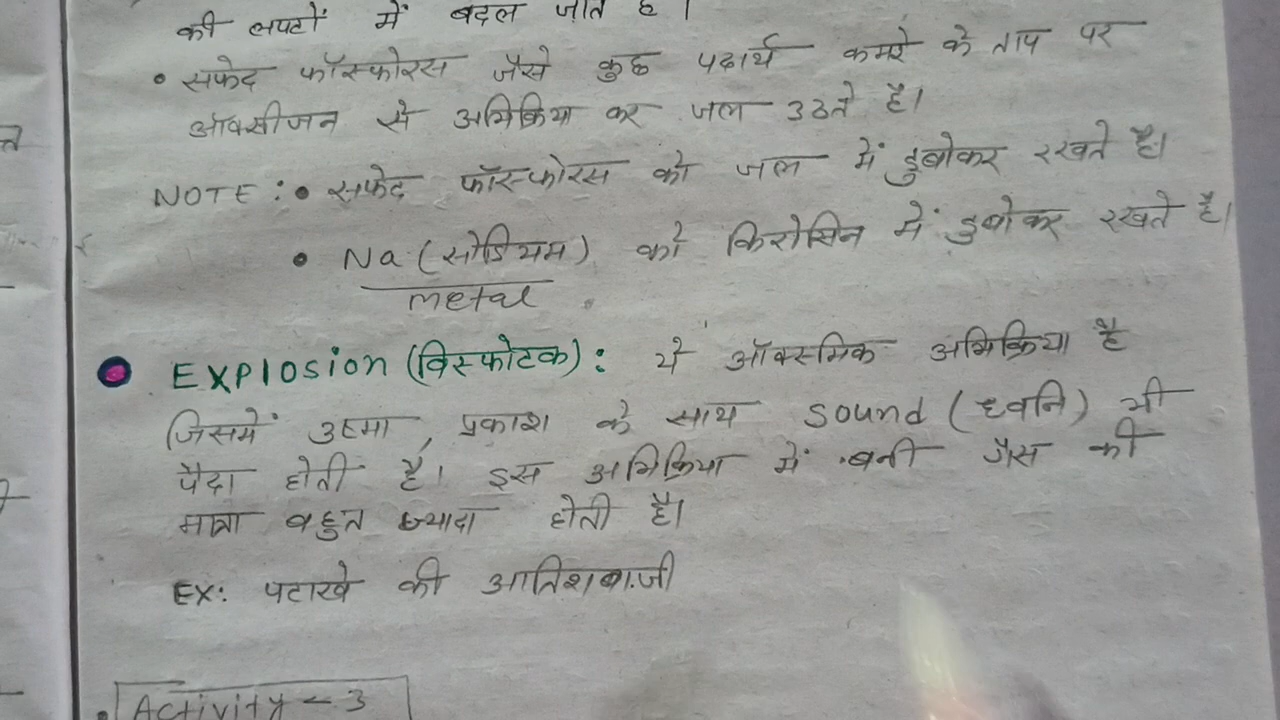 की लपटों में बदल जाते है।
• सफेद फॉस्फोरस जैसे कुछ पदार्थ कमरे के ताप पर
ऑक्सीजन से अभिक्रिया कर जल उठते है।
NOTE : • सफेद फॉस्फोरस को जल में डुबोकर रखते है।
• Na (सोडियम) को किरोसिन में डुबोकर रखते है।
metal
EXPlosion (विस्फोटक) : ये ऑक्स्मिक अभिक्रिया है
जिसमें उष्मा, प्रकाश के साथ sound (ध्वनि) भी
पैदा होती है। इस अभिक्रिया में बनी गैस की
मात्रा बहुत ज्यादा होती है।
EX: पटाखे की आतिशबाजी
• Activity - 3